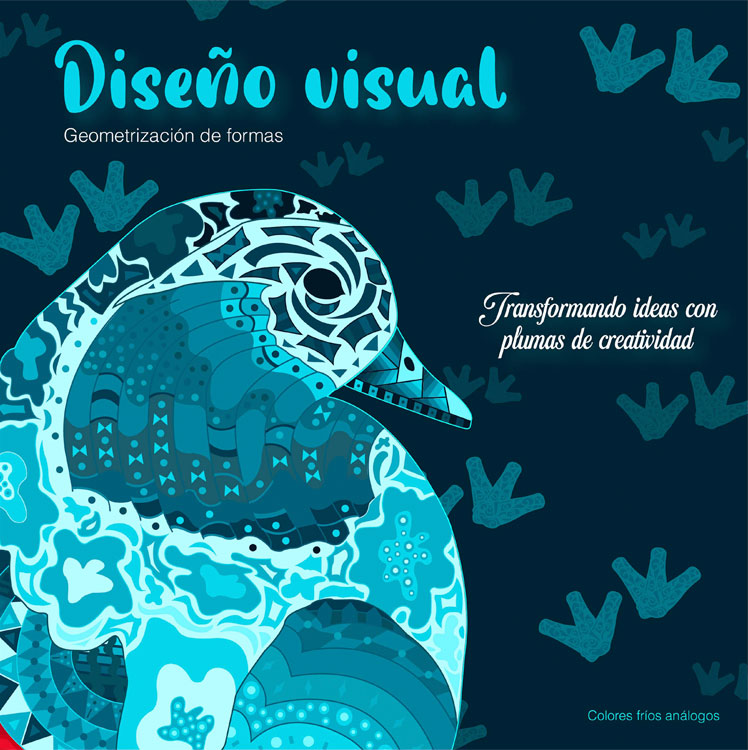 Diseño visual
Geometrización de formas
Transformando ideas con
plumas de creatividad
Colores fríos análogos